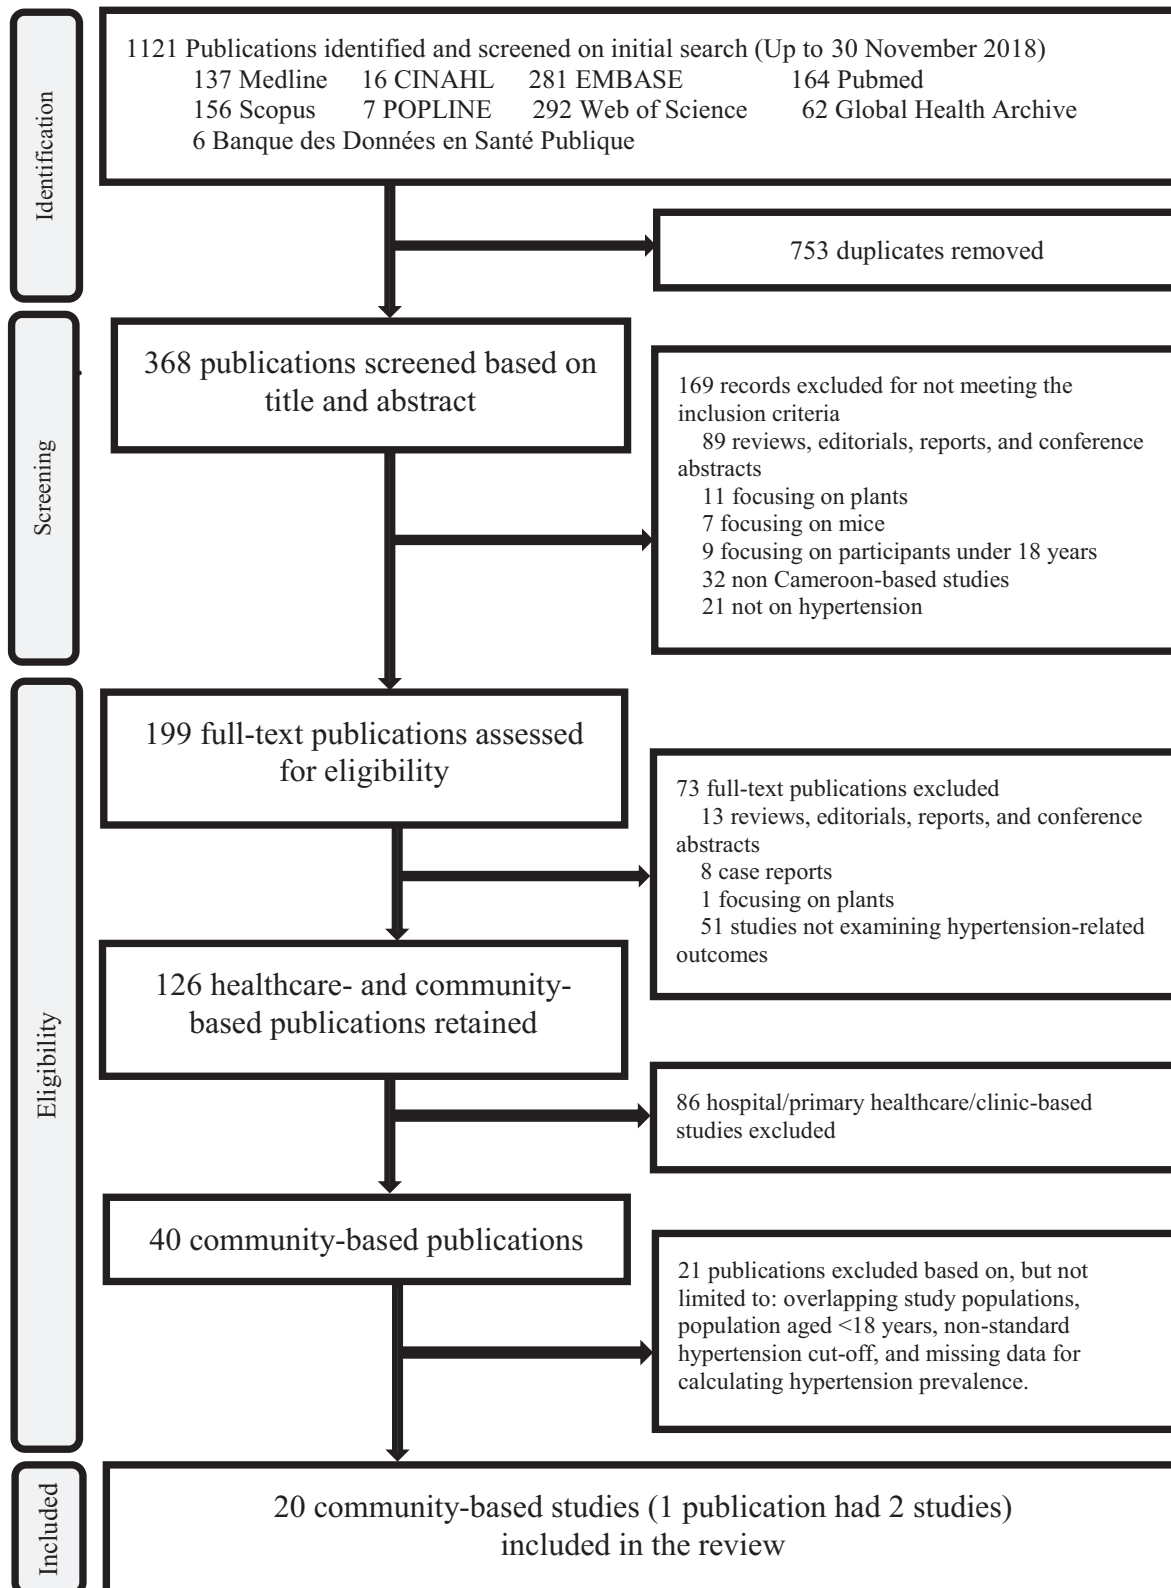 Identification
1121 Publications identified and screened on initial search (Up to 30 November 2018)
137 Medline 16 CINAHL 281 EMBASE 164 Pubmed
156 Scopus 7 POPLINE 292 Web of Science 62 Global Health Archive
6 Banque des Données en Santé Publique
753 duplicates removed
Screening
368 publications screened based on
title and abstract
169 records excluded for not meeting the
inclusion criteria
89 reviews, editorials, reports, and conference
abstracts
11 focusing on plants
7 focusing on mice
9 focusing on participants under 18 years
32 non Cameroon-based studies
21 not on hypertension
Eligibility
199 full-text publications assessed
for eligibility
73 full-text publications excluded
13 reviews, editorials, reports, and conference
abstracts
8 case reports
1 focusing on plants
51 studies not examining hypertension-related
outcomes
126 healthcare- and community-
based publications retained
86 hospital/primary healthcare/clinic-based
studies excluded
40 community-based publications
21 publications excluded based on, but not
limited to: overlapping study populations,
population aged <18 years, non-standard
hypertension cut-off, and missing data for
calculating hypertension prevalence.
Included
20 community-based studies (1 publication had 2 studies)
included in the review